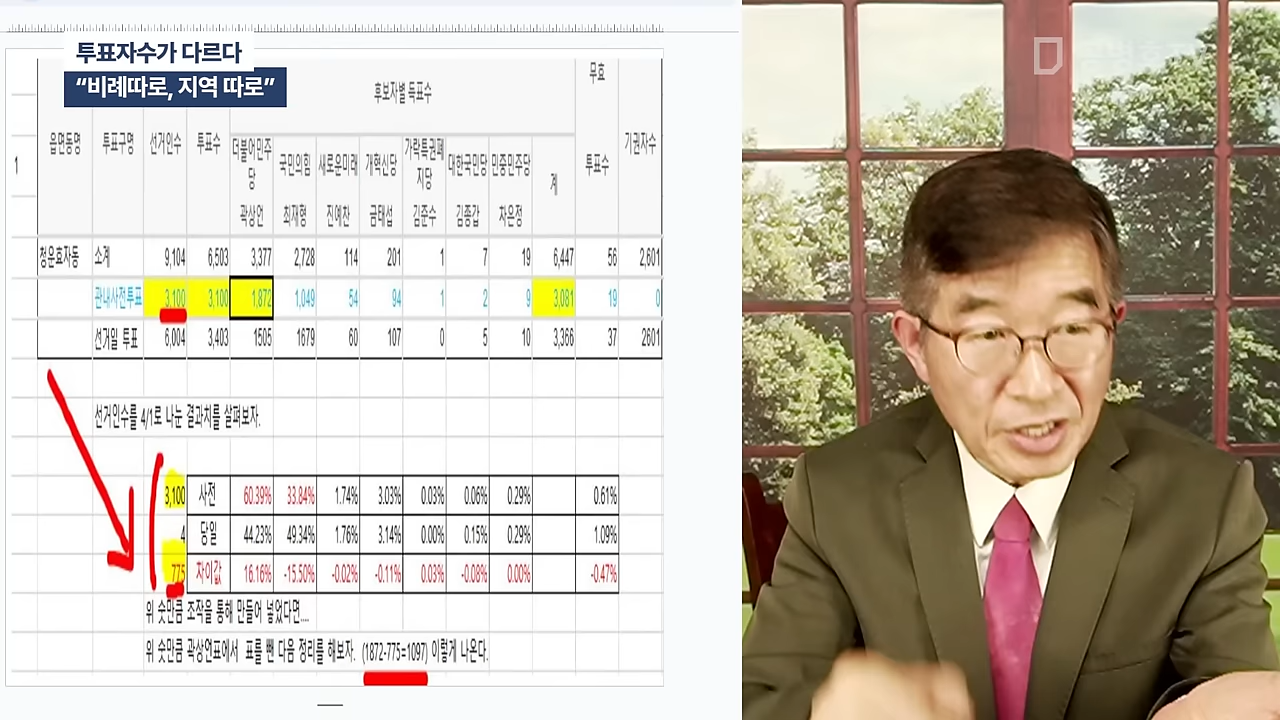 투표자수가 다르다
“비례따로, 지역 따로”
후보자별 득표수
무효
1
읍면동명 투표구명 선거인수 투표수 더불어민주당 곽상언 국민의힘 최재형 새로운미래 진예찬 개혁신당 금태섭 가락특권폐지당 김준수 대한국민당 김종갑 민중민주당 차은정 계 투표수 기권자수
청운효자동 소계 9,104 6,503 3,377 2,728 114 201 1 7 19 6,447 56 2,601
관내사전투표 3,100 3,100 1,872 1,049 54 94 1 2 9 3,081 19 0
선거일 투표 6,004 3,403 1505 1679 60 107 0 5 10 3,366 37 2601
선거인수를 4/1로 나눈 결과치를 살펴보자.
3,100 사전 60.39% 33.84% 1.74% 3.03% 0.03% 0.06% 0.29% 0.61%
4 당일 44.23% 49.34% 1.76% 3.14% 0.00% 0.15% 0.29% 1.09%
775 차이값 16.16% -15.50% -0.02% -0.11% 0.03% -0.08% 0.00% -0.47%
위 숫만큼 조작을 통해 만들어 넣었다면....
위 숫만큼 곽상언표에서 표를 뺀 다음 정리를 해보자. (1872-775=1097) 이렇게 나온다.